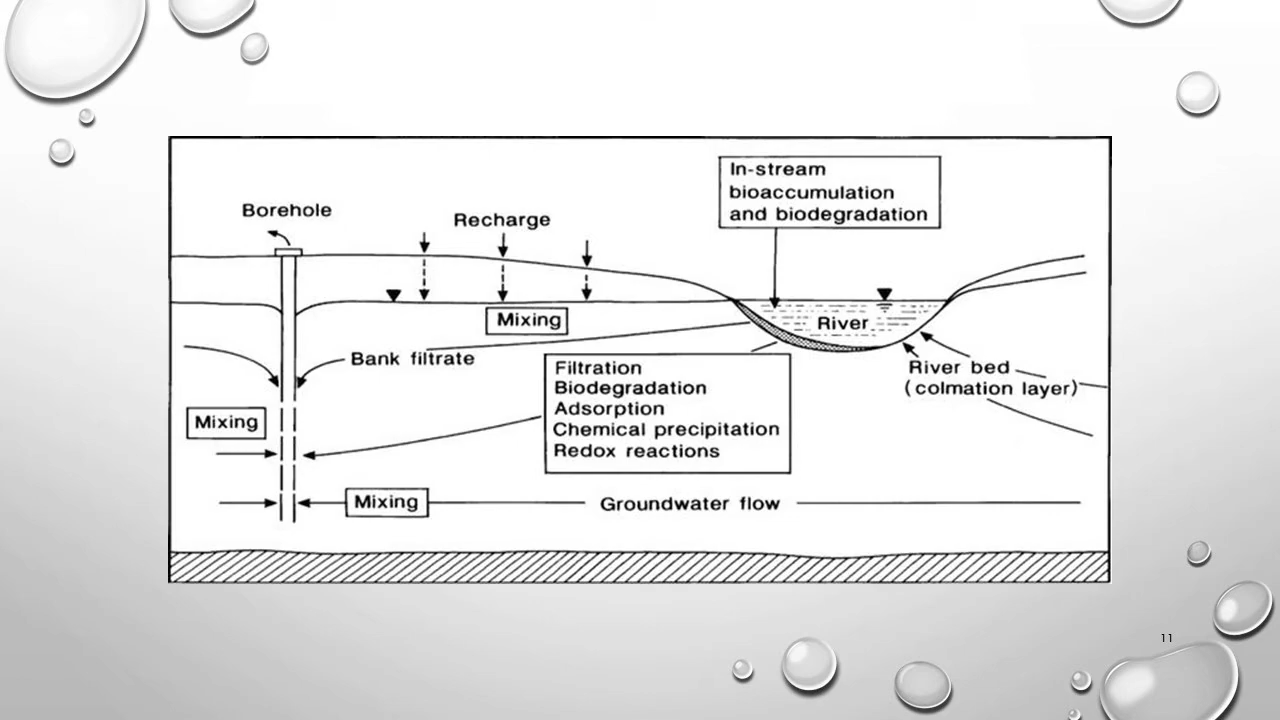 In-stream
bioaccumulation
and biodegradation
Borehole
Recharge
Mixing
River
Bank filtrate
Filtration
Biodegradation
Adsorption
Chemical precipitation
Redox reactions
River bed
(colmation layer)
Mixing
Mixing
Groundwater flow
11